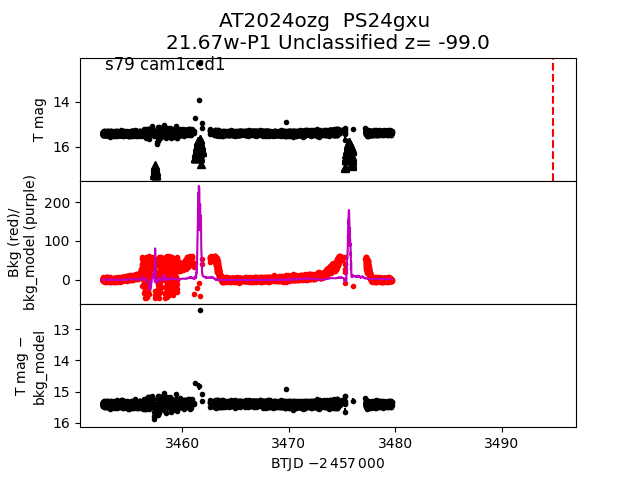 AT2024ozg  PS24gxu
21.67w-P1 Unclassified z= -99.0
s79 cam1ccd1
T mag
14
16
Bkg (red)/
bkg_model (purple)
200
100
0
T mag −
bkg_model
13
14
15
16
3460
3470
3480
3490
BTJD −2 457 000